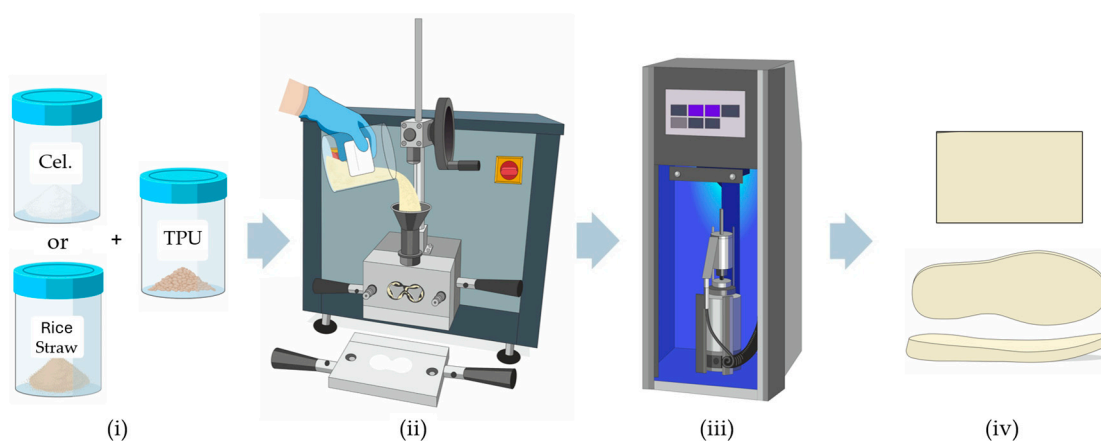 Cel.
or
+
TPU
Rice
Straw
(i)
(ii)
(iii)
(iv)